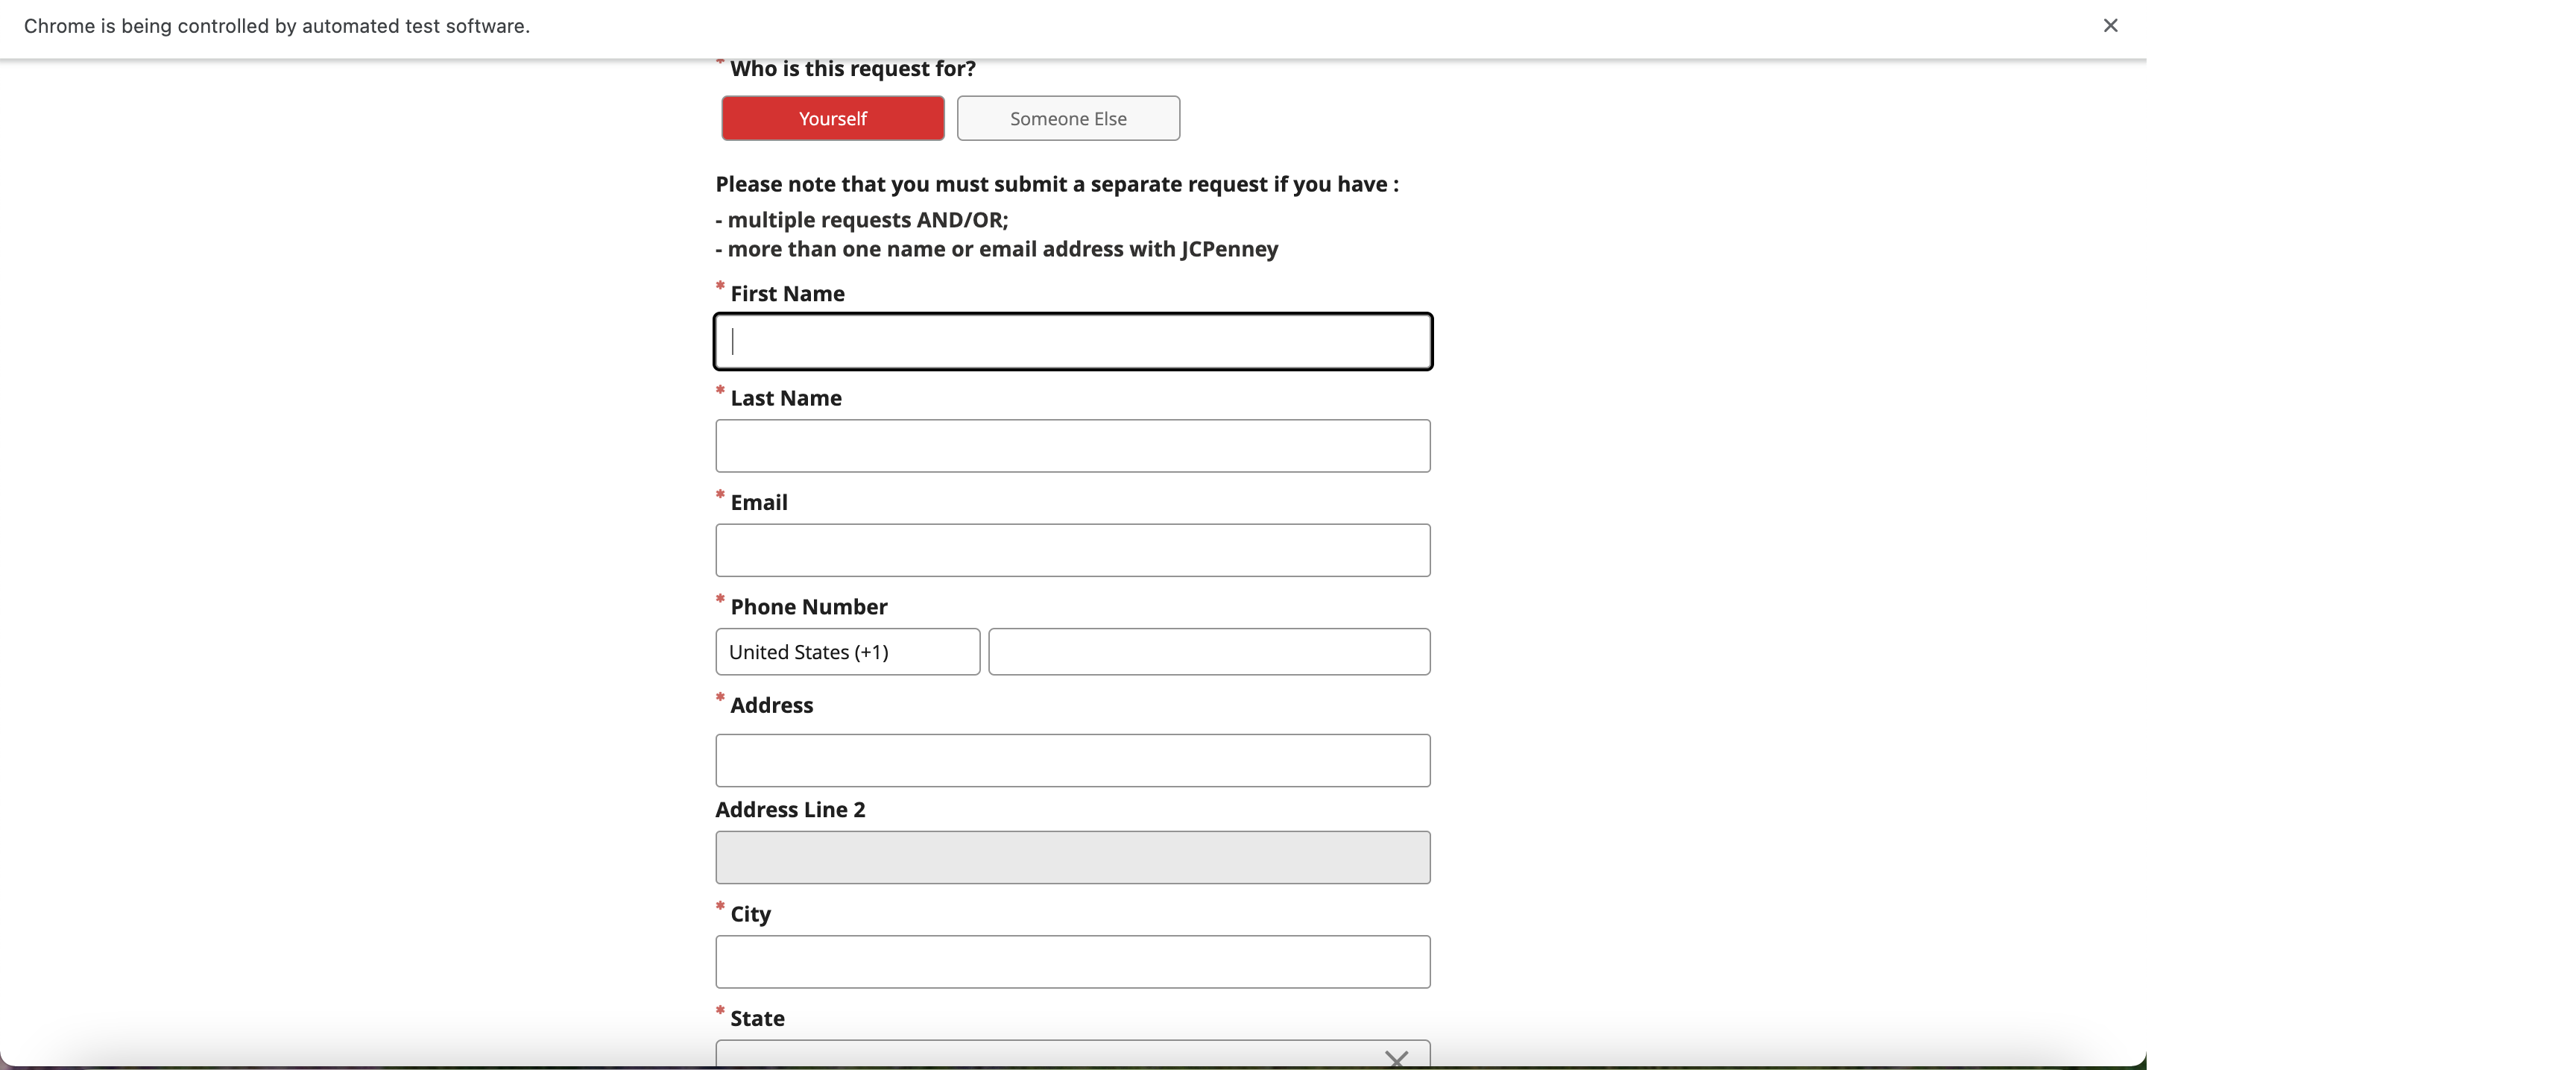 Chrome is being controlled by automated test software.
* Who is this request for?
Yourself
Someone Else
Please note that you must submit a separate request if you have :
- multiple requests AND/OR;
- more than one name or email address with JCPenney
* First Name
* Last Name
* Email
* Phone Number
United States (+1)
* Address
Address Line 2
* City
* State